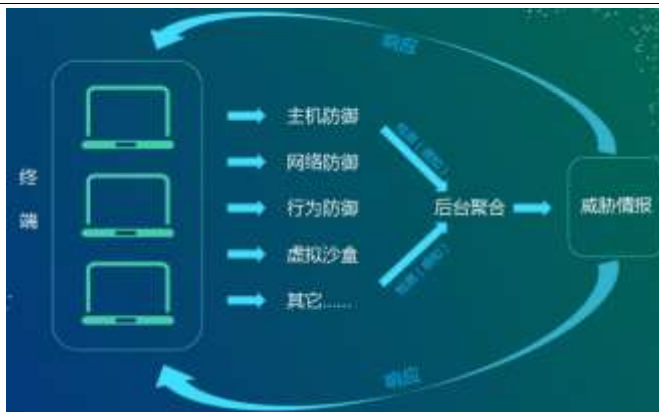 响应
主机防御
网络防御
终端
行为防御
后台聚合
威胁情报
虚拟沙盒
其它......
响应